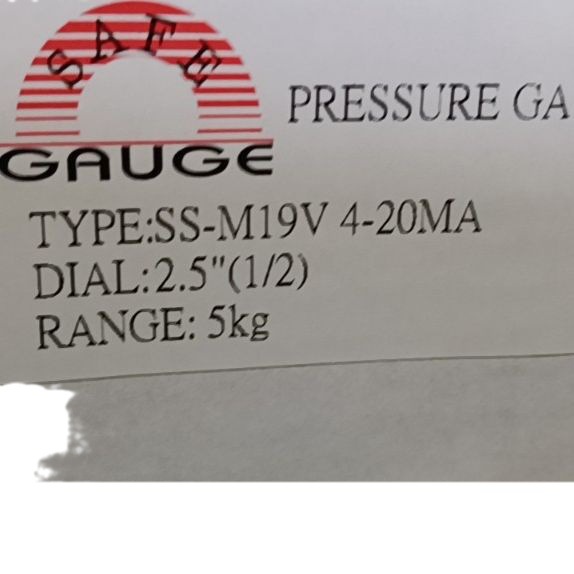 SAFE
GAUGE
PRESSURE GA
TYPE:SS-M19V 4-20MA
DIAL:2.5"(1/2)
RANGE: 5kg